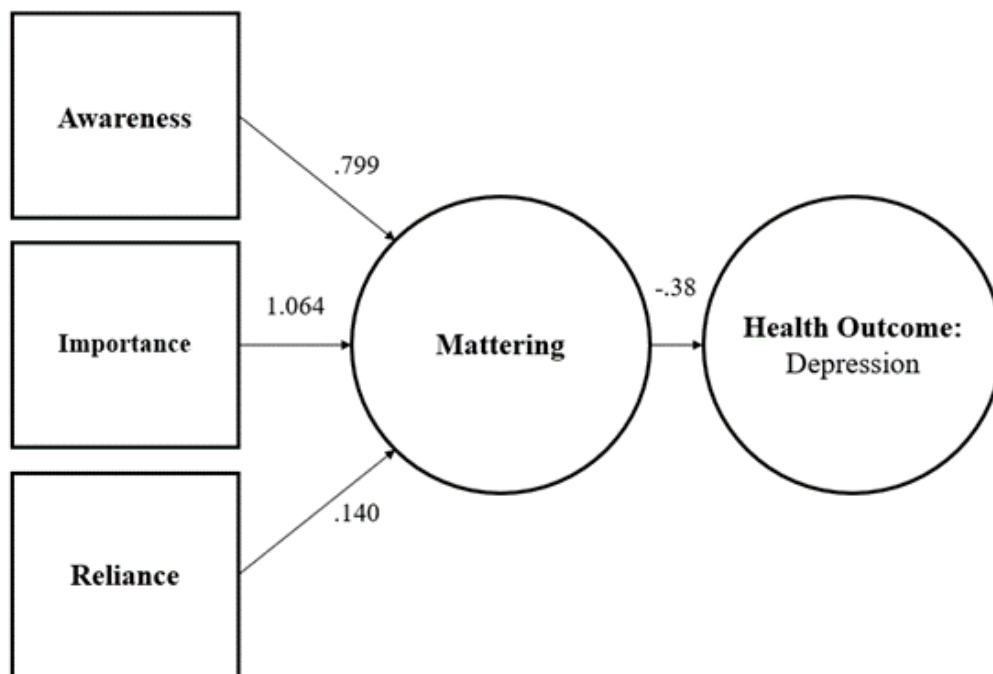 Awareness
.799
Importance
1.064
Mattering
-.38
Health Outcome:
Depression
.140
Reliance